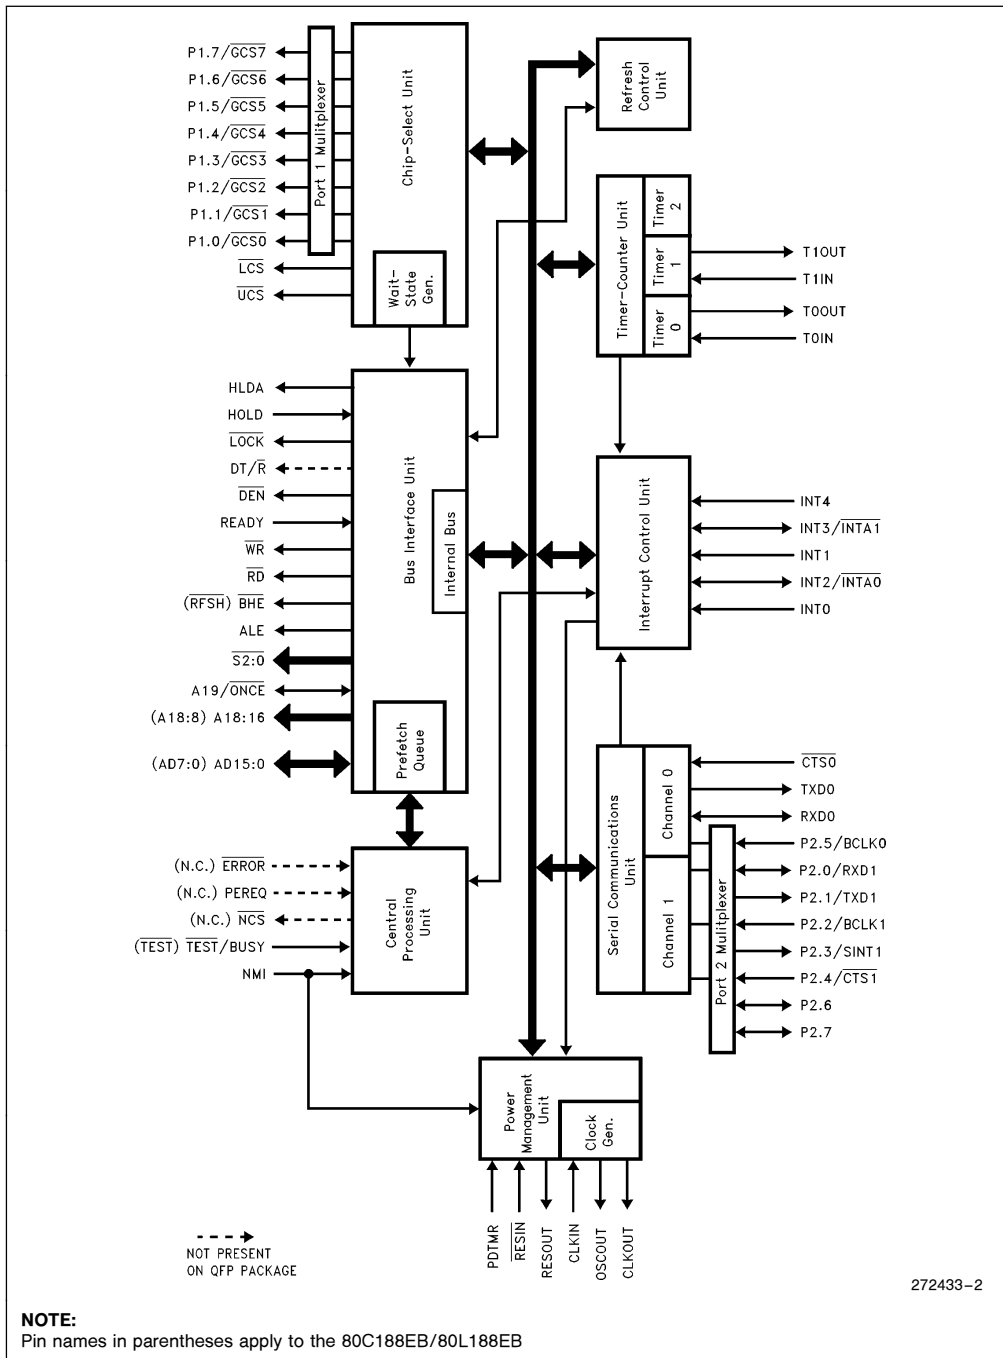 P1.7/GCS7
P1.6/GCS6
P1.5/GCS5
P1.4/GCS4
P1.3/GCS3
P1.2/GCS2
P1.1/GCS1
P1.0/GCS0
LCS
UCS
Port 1 Mulitplexer
Chip-Select Unit
Wait-
State
Gen.
Refresh
Control
Unit
Timer-Counter Unit
Timer
2
Timer
1
Timer
0
T1OUT
T1IN
T0OUT
T0IN
HLDA
HOLD
LOCK
DT/R
DEN
READY
WR
RD
(RFSH) BHE
ALE
S2:0
A19/ONCE
(A18:8) A18:16
(AD7:0) AD15:0
Bus Interface Unit
Internal Bus
Prefetch
Queue
Interrupt Control Unit
INT4
INT3/INTA1
INT1
INT2/INTA0
INT0
(N.C.) ERROR
(N.C.) PEREQ
(N.C.) NCS
(TEST) TEST/BUSY
NMI
Central
Processing
Unit
Serial Communications
Unit
Channel 0
Channel 1
Port 2 Mulitplexer
CTS0
TXD0
RXD0
P2.5/BCLK0
P2.0/RXD1
P2.1/TXD1
P2.2/BCLK1
P2.3/SINT1
P2.4/CTS1
P2.6
P2.7
Power
Management
Unit
Clock
Gen.
PDTMR
RESIN
RESOUT
CLKIN
OSCOUT
CLKOUT
NOT PRESENT
ON QFP PACKAGE
272433-2
NOTE:
Pin names in parentheses apply to the 80C188EB/80L188EB